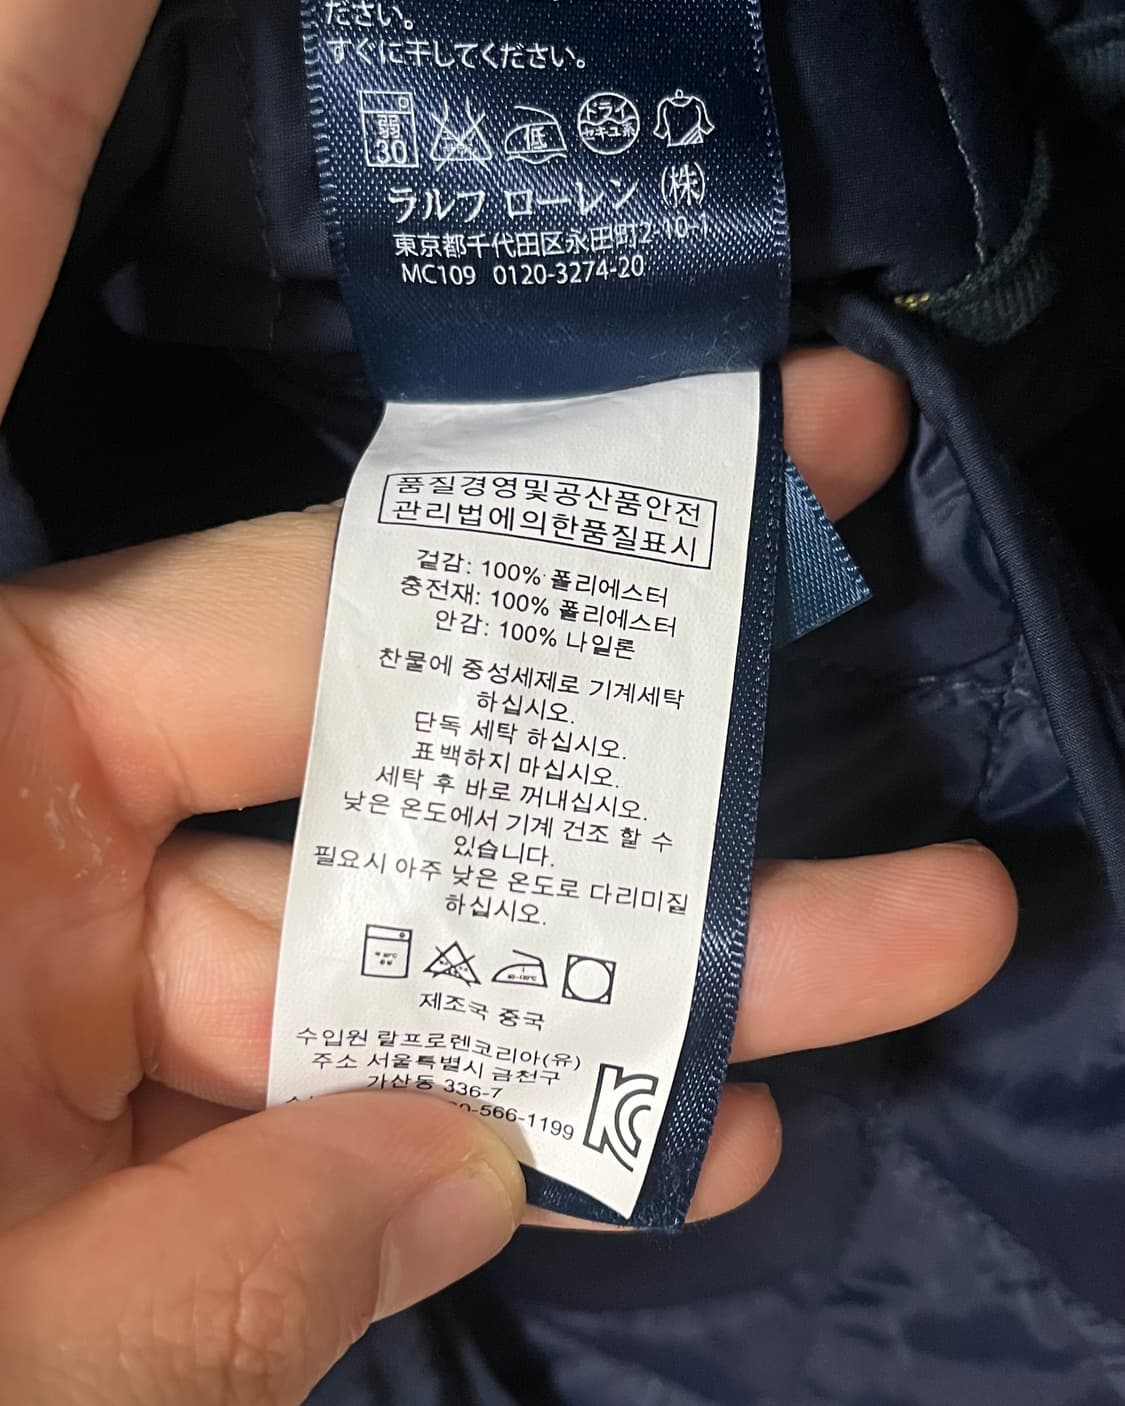 ださい。
すぐに干してください。
弱
30
低
ドライ
セキユ系
ラルフ ローレン (株)
東京都千代田区永田町2-10-1
MC109 0120-3274-20
품질경영및공산품안전
관리법에의한품질표시
겉감: 100% 폴리에스터
충전재: 100% 폴리에스터
안감: 100% 나일론
찬물에 중성세제로 기계세탁
하십시오.
단독 세탁 하십시오.
표백하지 마십시오.
세탁 후 바로 꺼내십시오.
낮은 온도에서 기계 건조 할 수
있습니다.
필요시 아주 낮은 온도로 다리미질
하십시오.
제조국 중국
수입원 랄프로렌코리아(유)
주소 서울특별시 금천구
가산동 336-7
-566-1199